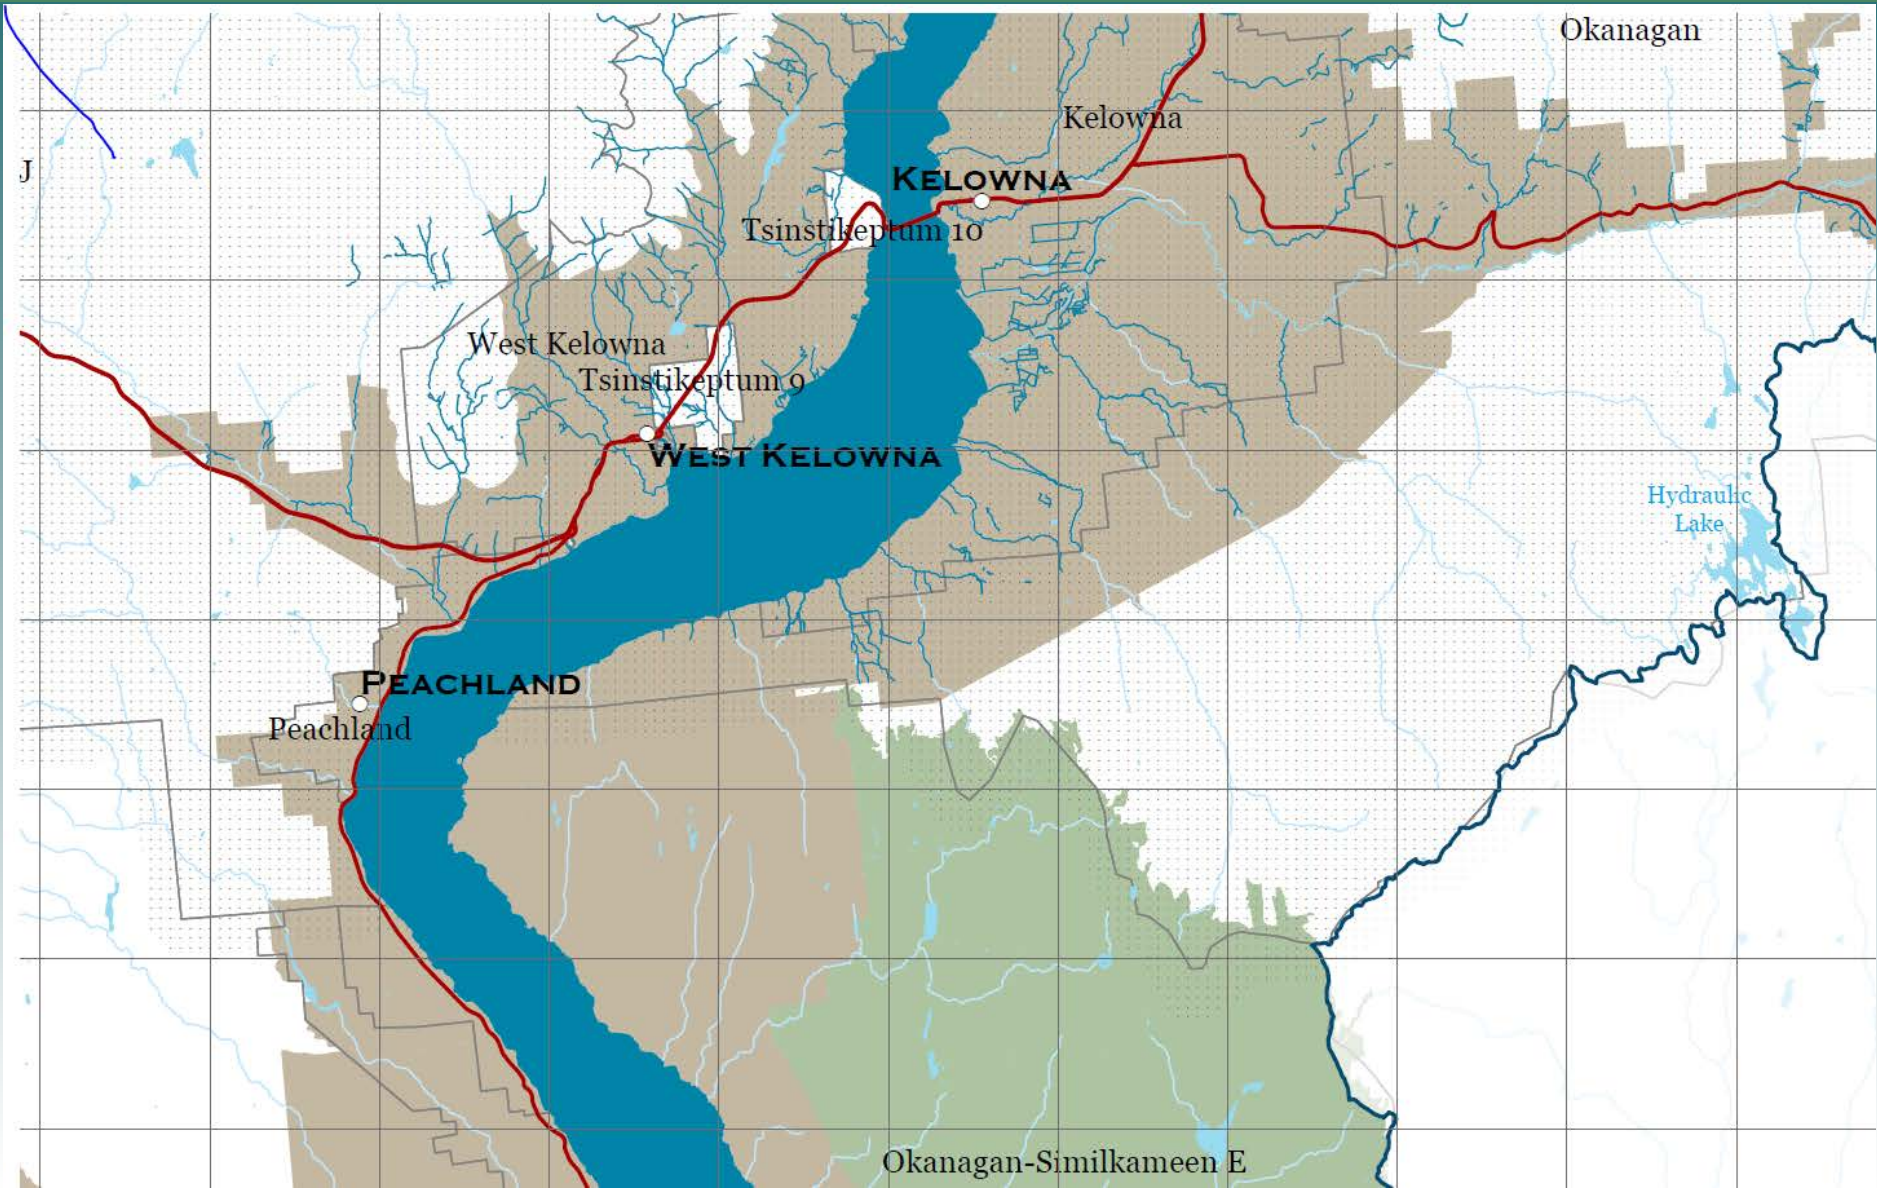 Okanagan
Kelowna
J
KELOWNA
Tsinstikeptum 10
West Kelowna
Tsinstikeptum 9
WEST KELOWNA
Hydraulic
Lake
PEACHLAND
Peachland
Okanagan-Similkameen E